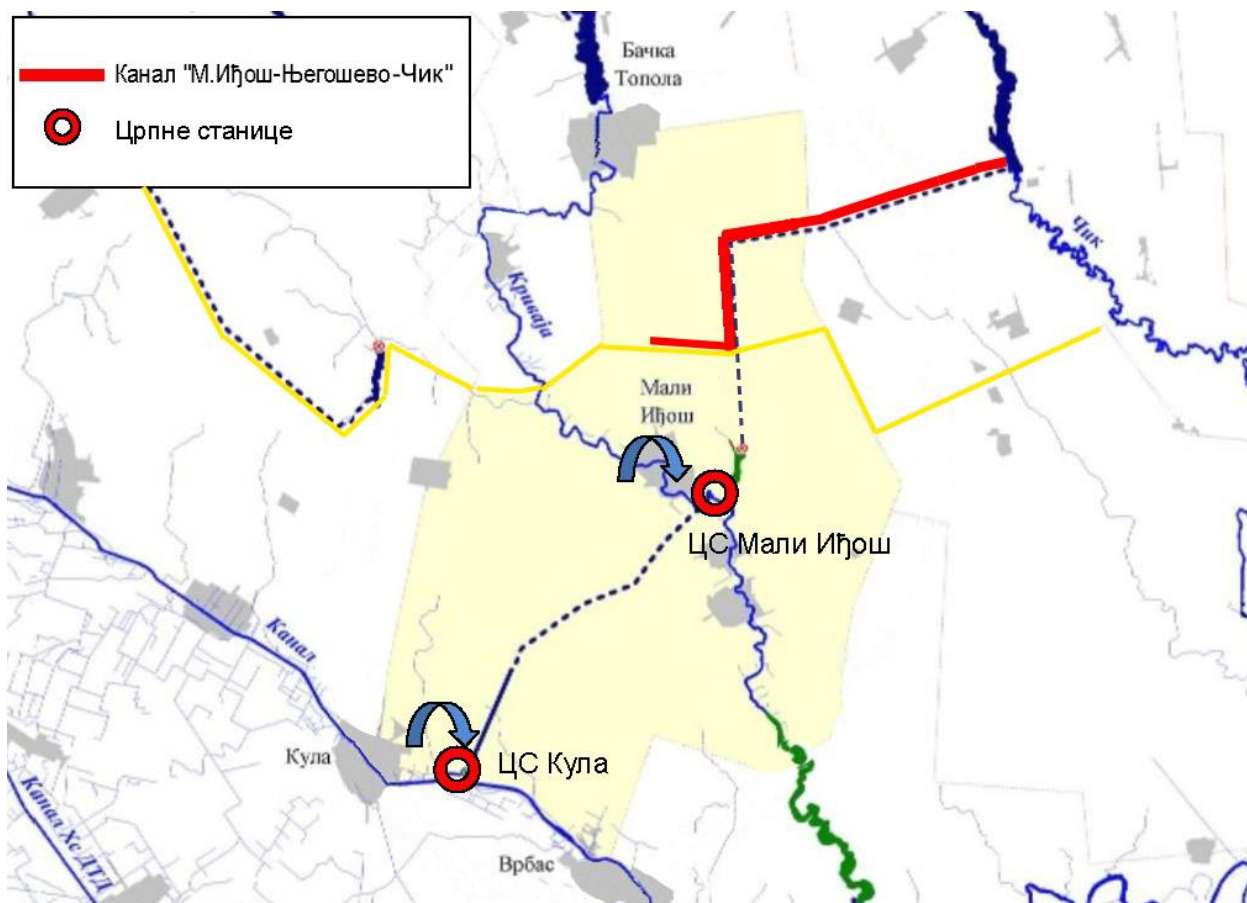 Канал "М.Иђош-Његошево-Чик"
Црпне станице
Бачка
Топола
Чик
Криваја
Мали
Иђош
ЦС Мали Иђош
Канал
Кула
ЦС Кула
Канал Хс ДТД
Врбас